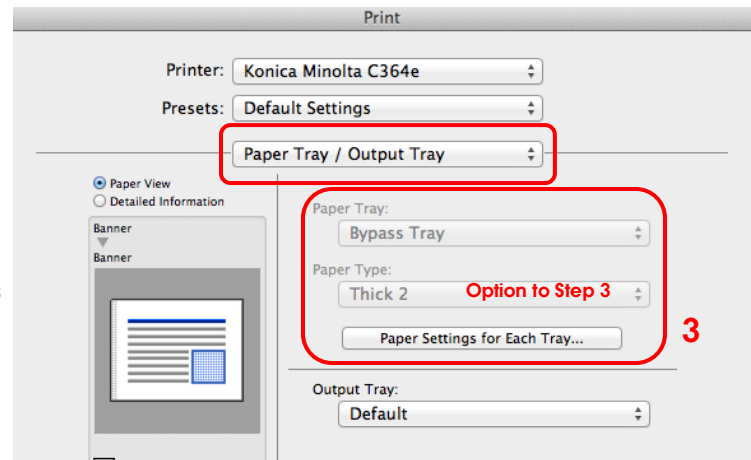 Print
Printer: Konica Minolta C364e
Presets: Default Settings
Paper Tray / Output Tray
Paper View
Detailed Information
Banner
Banner
Paper Tray:
Bypass Tray
Paper Type:
Thick 2 Option to Step 3
Paper Settings for Each Tray...
3
Output Tray:
Default